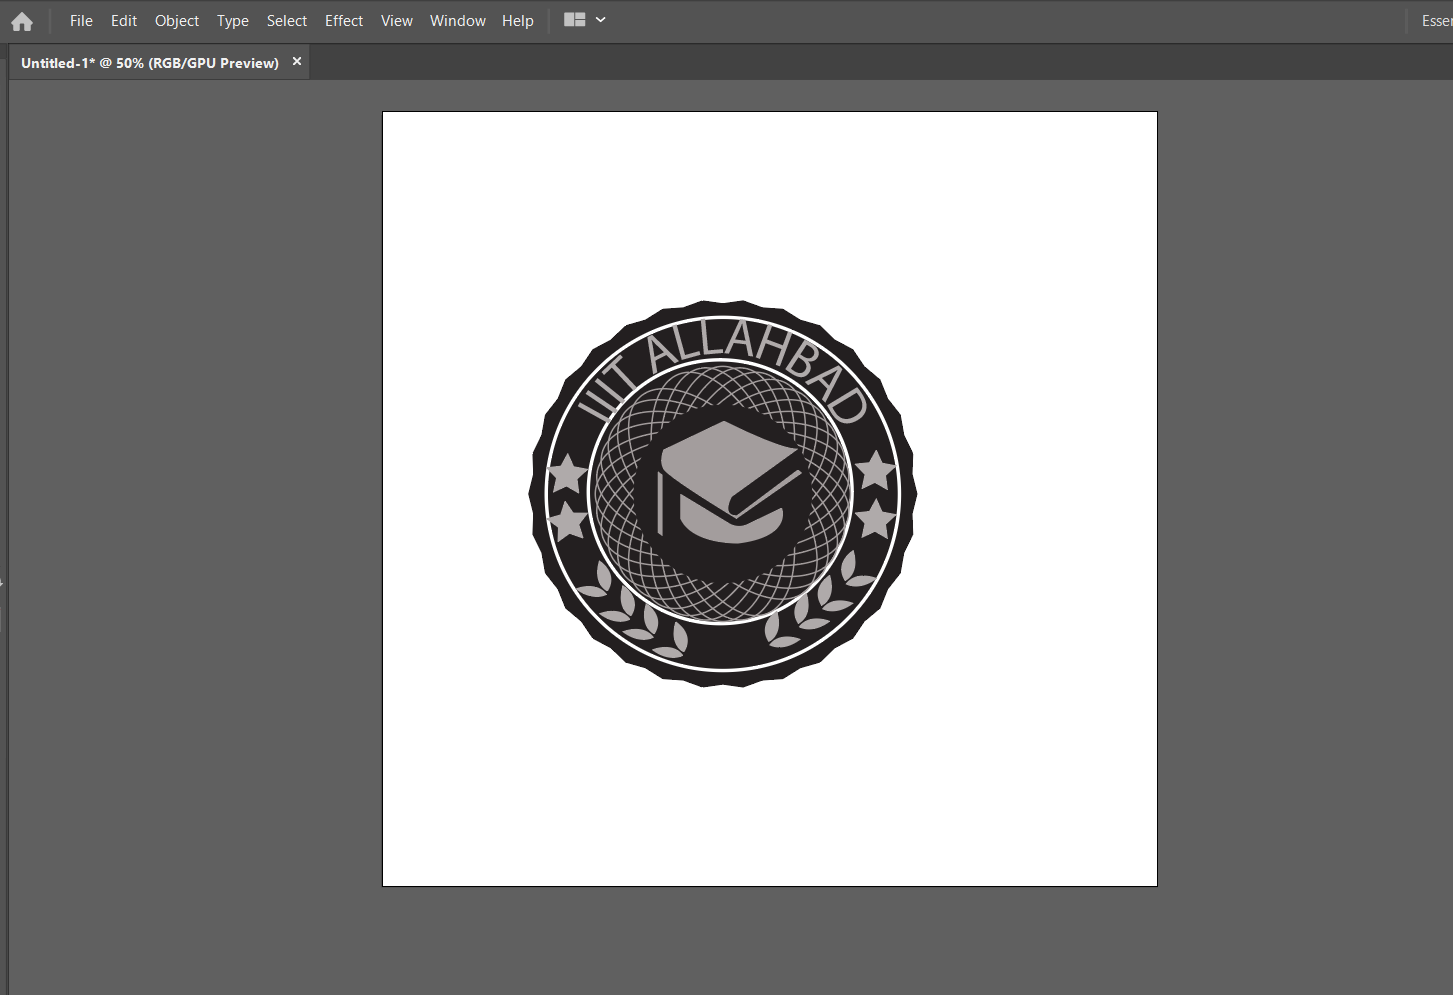 File Edit Object Type Select Effect View Window Help
Untitled-1* @ 50% (RGB/GPU Preview) ×
IIIT ALLAHBAD